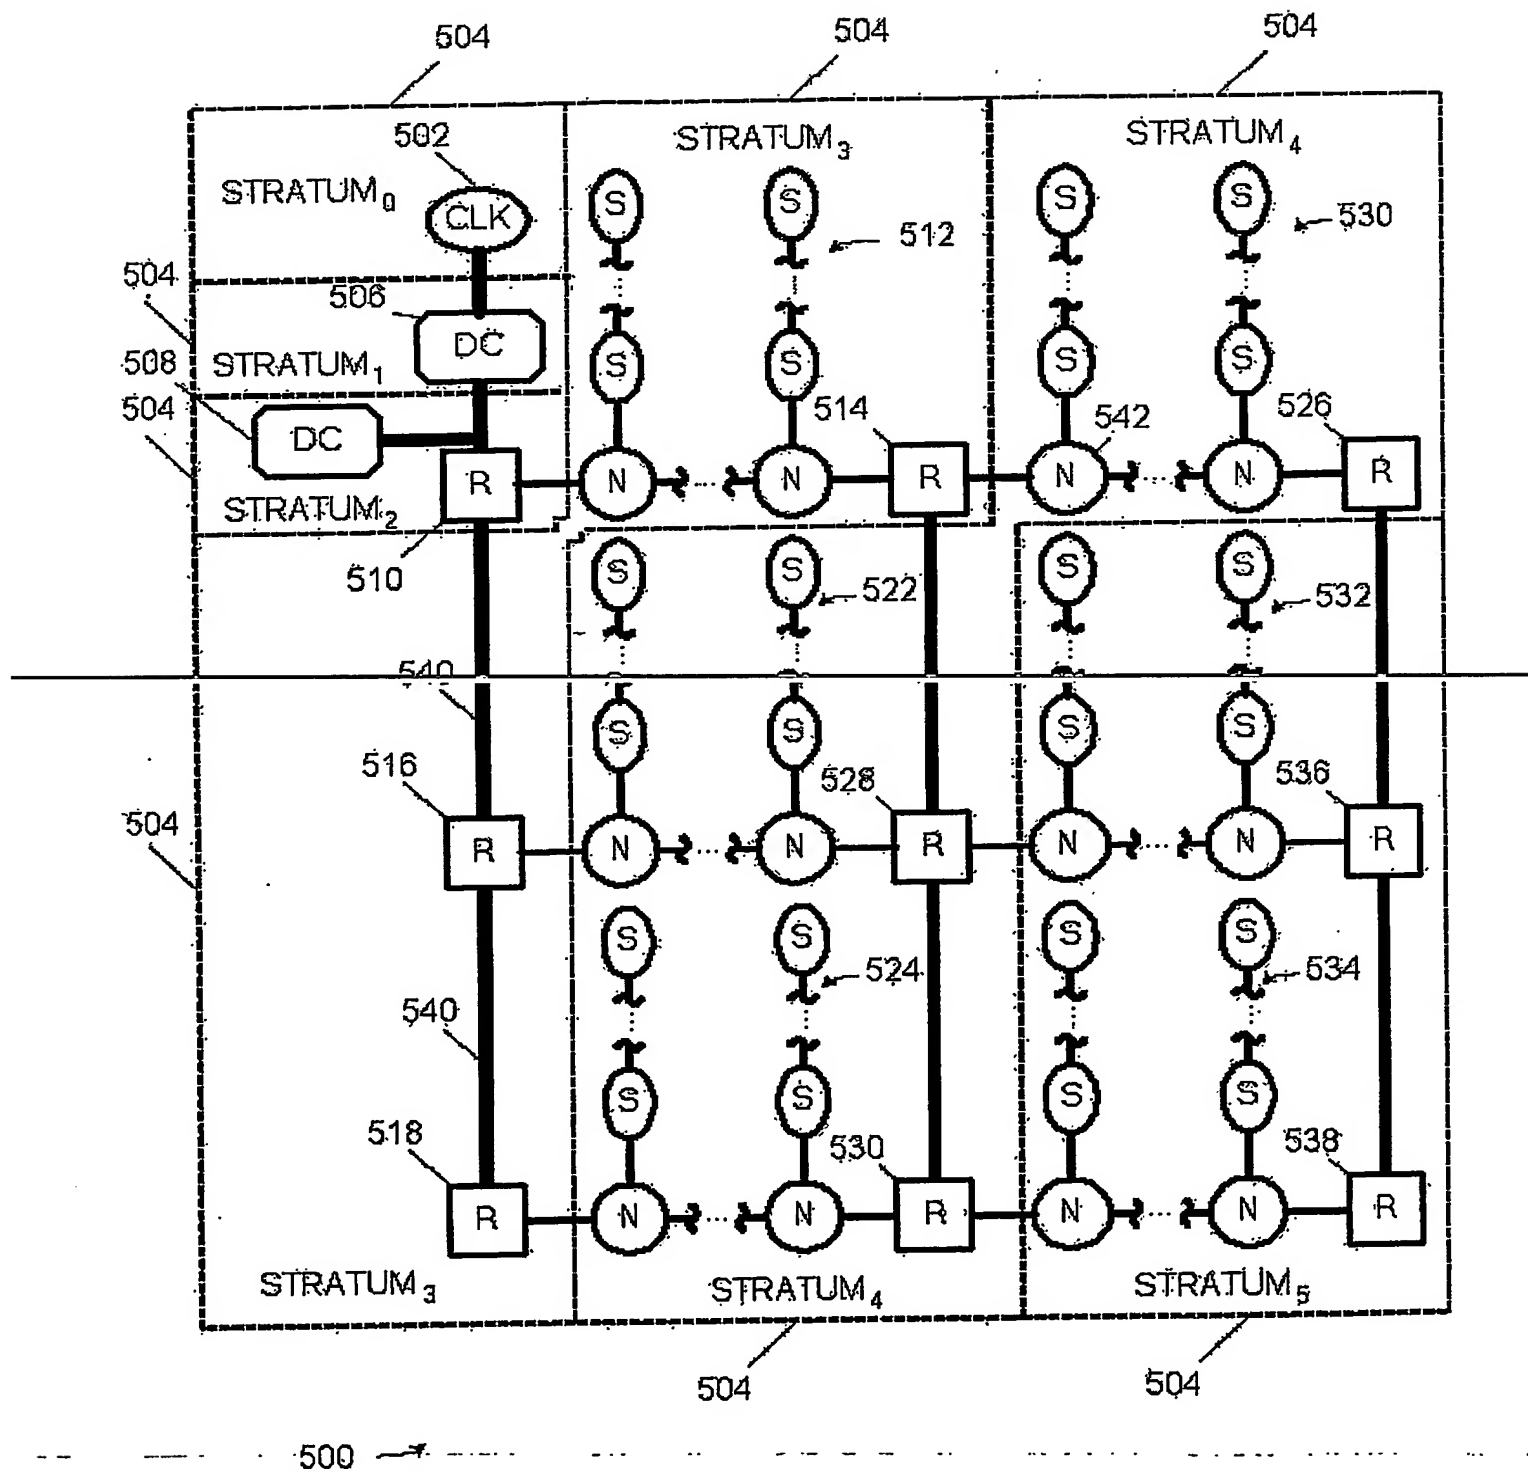 504
504
504
502
STRATUM3
STRATUM4
STRATUM0
CLK
S
S
S
S
512
530
504
506
DC
STRATUM1
S
S
S
S
508
504
DC
514
542
526
R
N
...
N
R
N
...
N
R
STRATUM2
510
S
S
522
S
S
532
540
S
S
S
S
516
528
536
504
R
N
...
N
R
N
...
N
R
S
S
524
S
S
534
540
S
S
S
S
518
530
538
R
N
...
N
R
N
...
N
R
STRATUM3
STRATUM4
STRATUM5
504
504
500